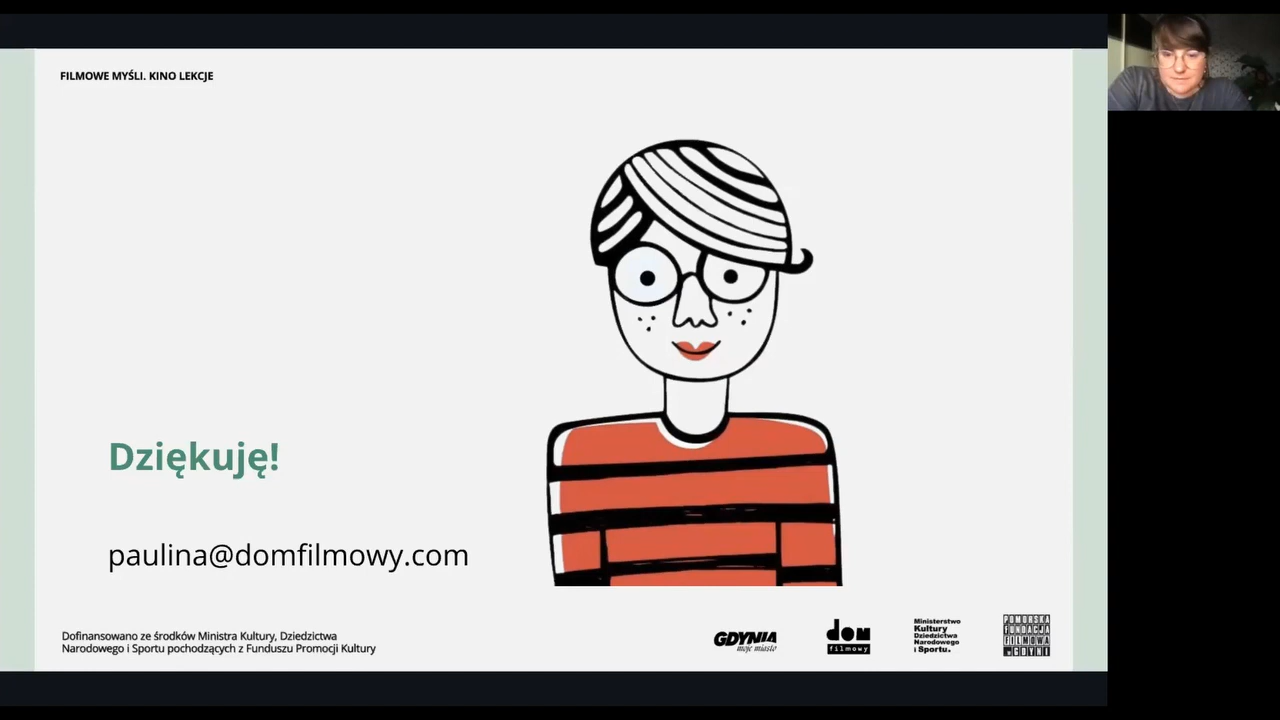 FILMOWE MYŚLI. KINO LEKCJE
Dziękuję!
paulina@domfilmowy.com
Dofinansowano ze środków Ministra Kultury, Dziedzictwa
Narodowego i Sportu pochodzących z Funduszu Promocji Kultury
GDYNIA
moje miasto
dom
filmowy
Ministerstwo
Kultury
Dziedzictwa
Narodowego
i Sportu.
POMORSKA
FUNDACJA
FILMOWA
w GDYNI